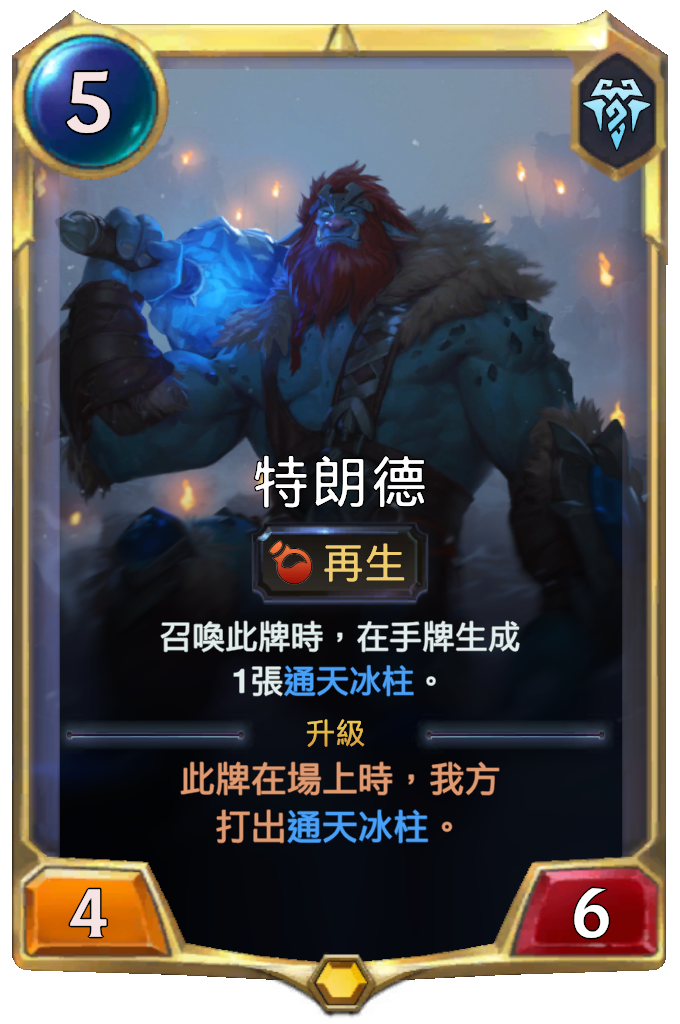 5
特朗德
再生
召喚此牌時，在手牌生成
1張通天冰柱。
升級
此牌在場上時，我方
打出通天冰柱。
4
6